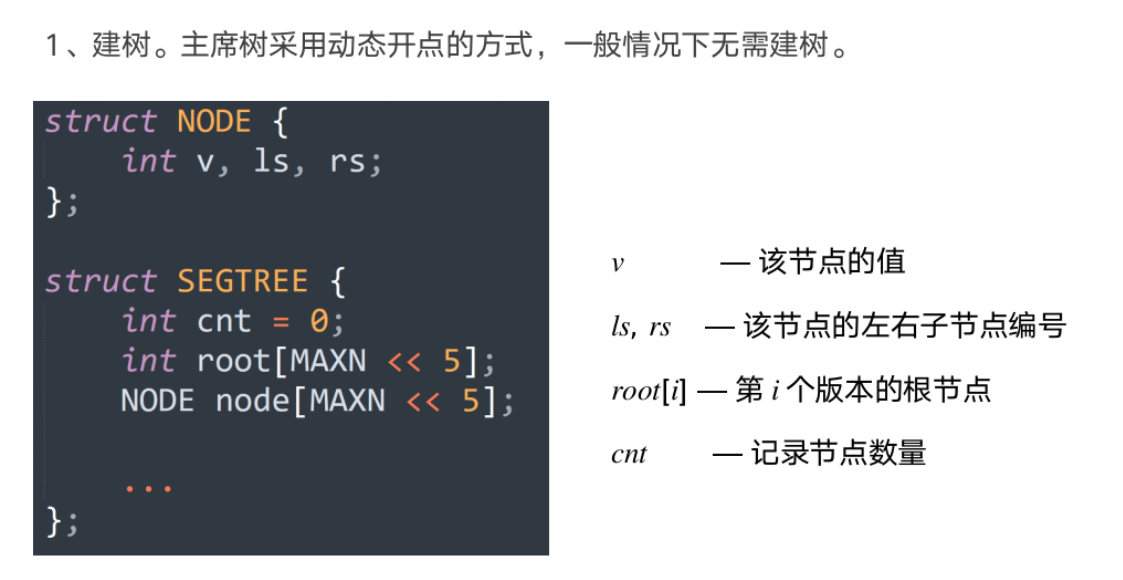 1、建树。主席树采用动态开点的方式，一般情况下无需建树。
struct NODE {
    int v, ls, rs;
};
struct SEGTREE {
    int cnt = 0;
    int root[MAXN << 5];
    NODE node[MAXN << 5];
    ...
};
v — 该节点的值
ls, rs — 该节点的左右子节点编号
root[i] — 第 i 个版本的根节点
cnt — 记录节点数量